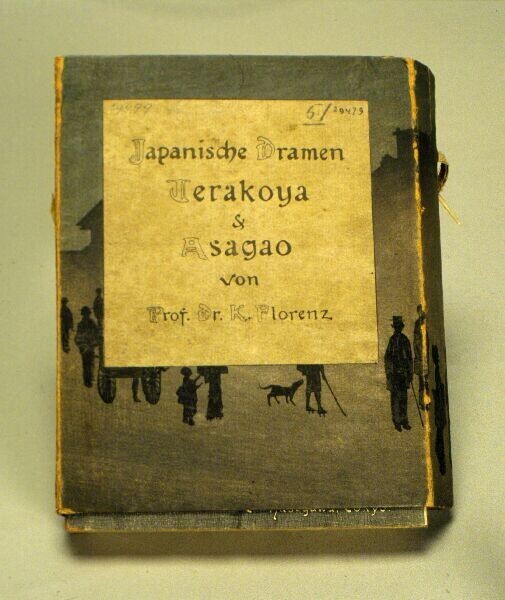 Japanische Dramen
Terakoya
&
Asagao
von
Prof. Dr. K. Florenz